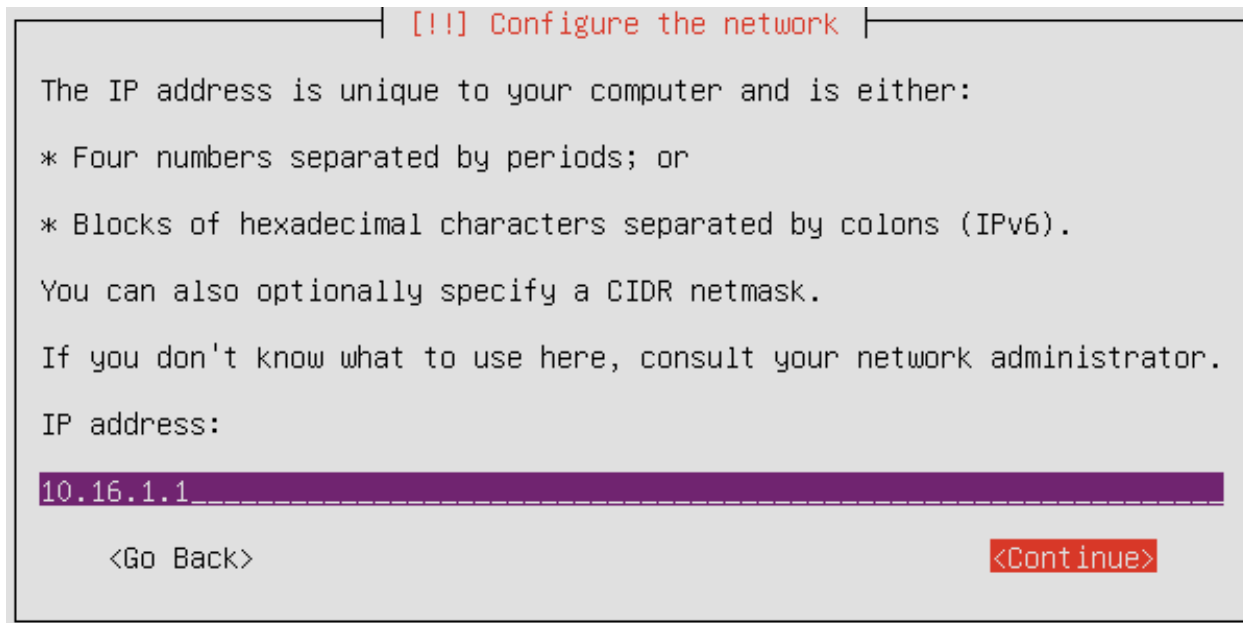 [!!] Configure the network
The IP address is unique to your computer and is either:
* Four numbers separated by periods; or
* Blocks of hexadecimal characters separated by colons (IPv6).
You can also optionally specify a CIDR netmask.
If you don't know what to use here, consult your network administrator.
IP address:
10.16.1.1
<Go Back> <Continue>